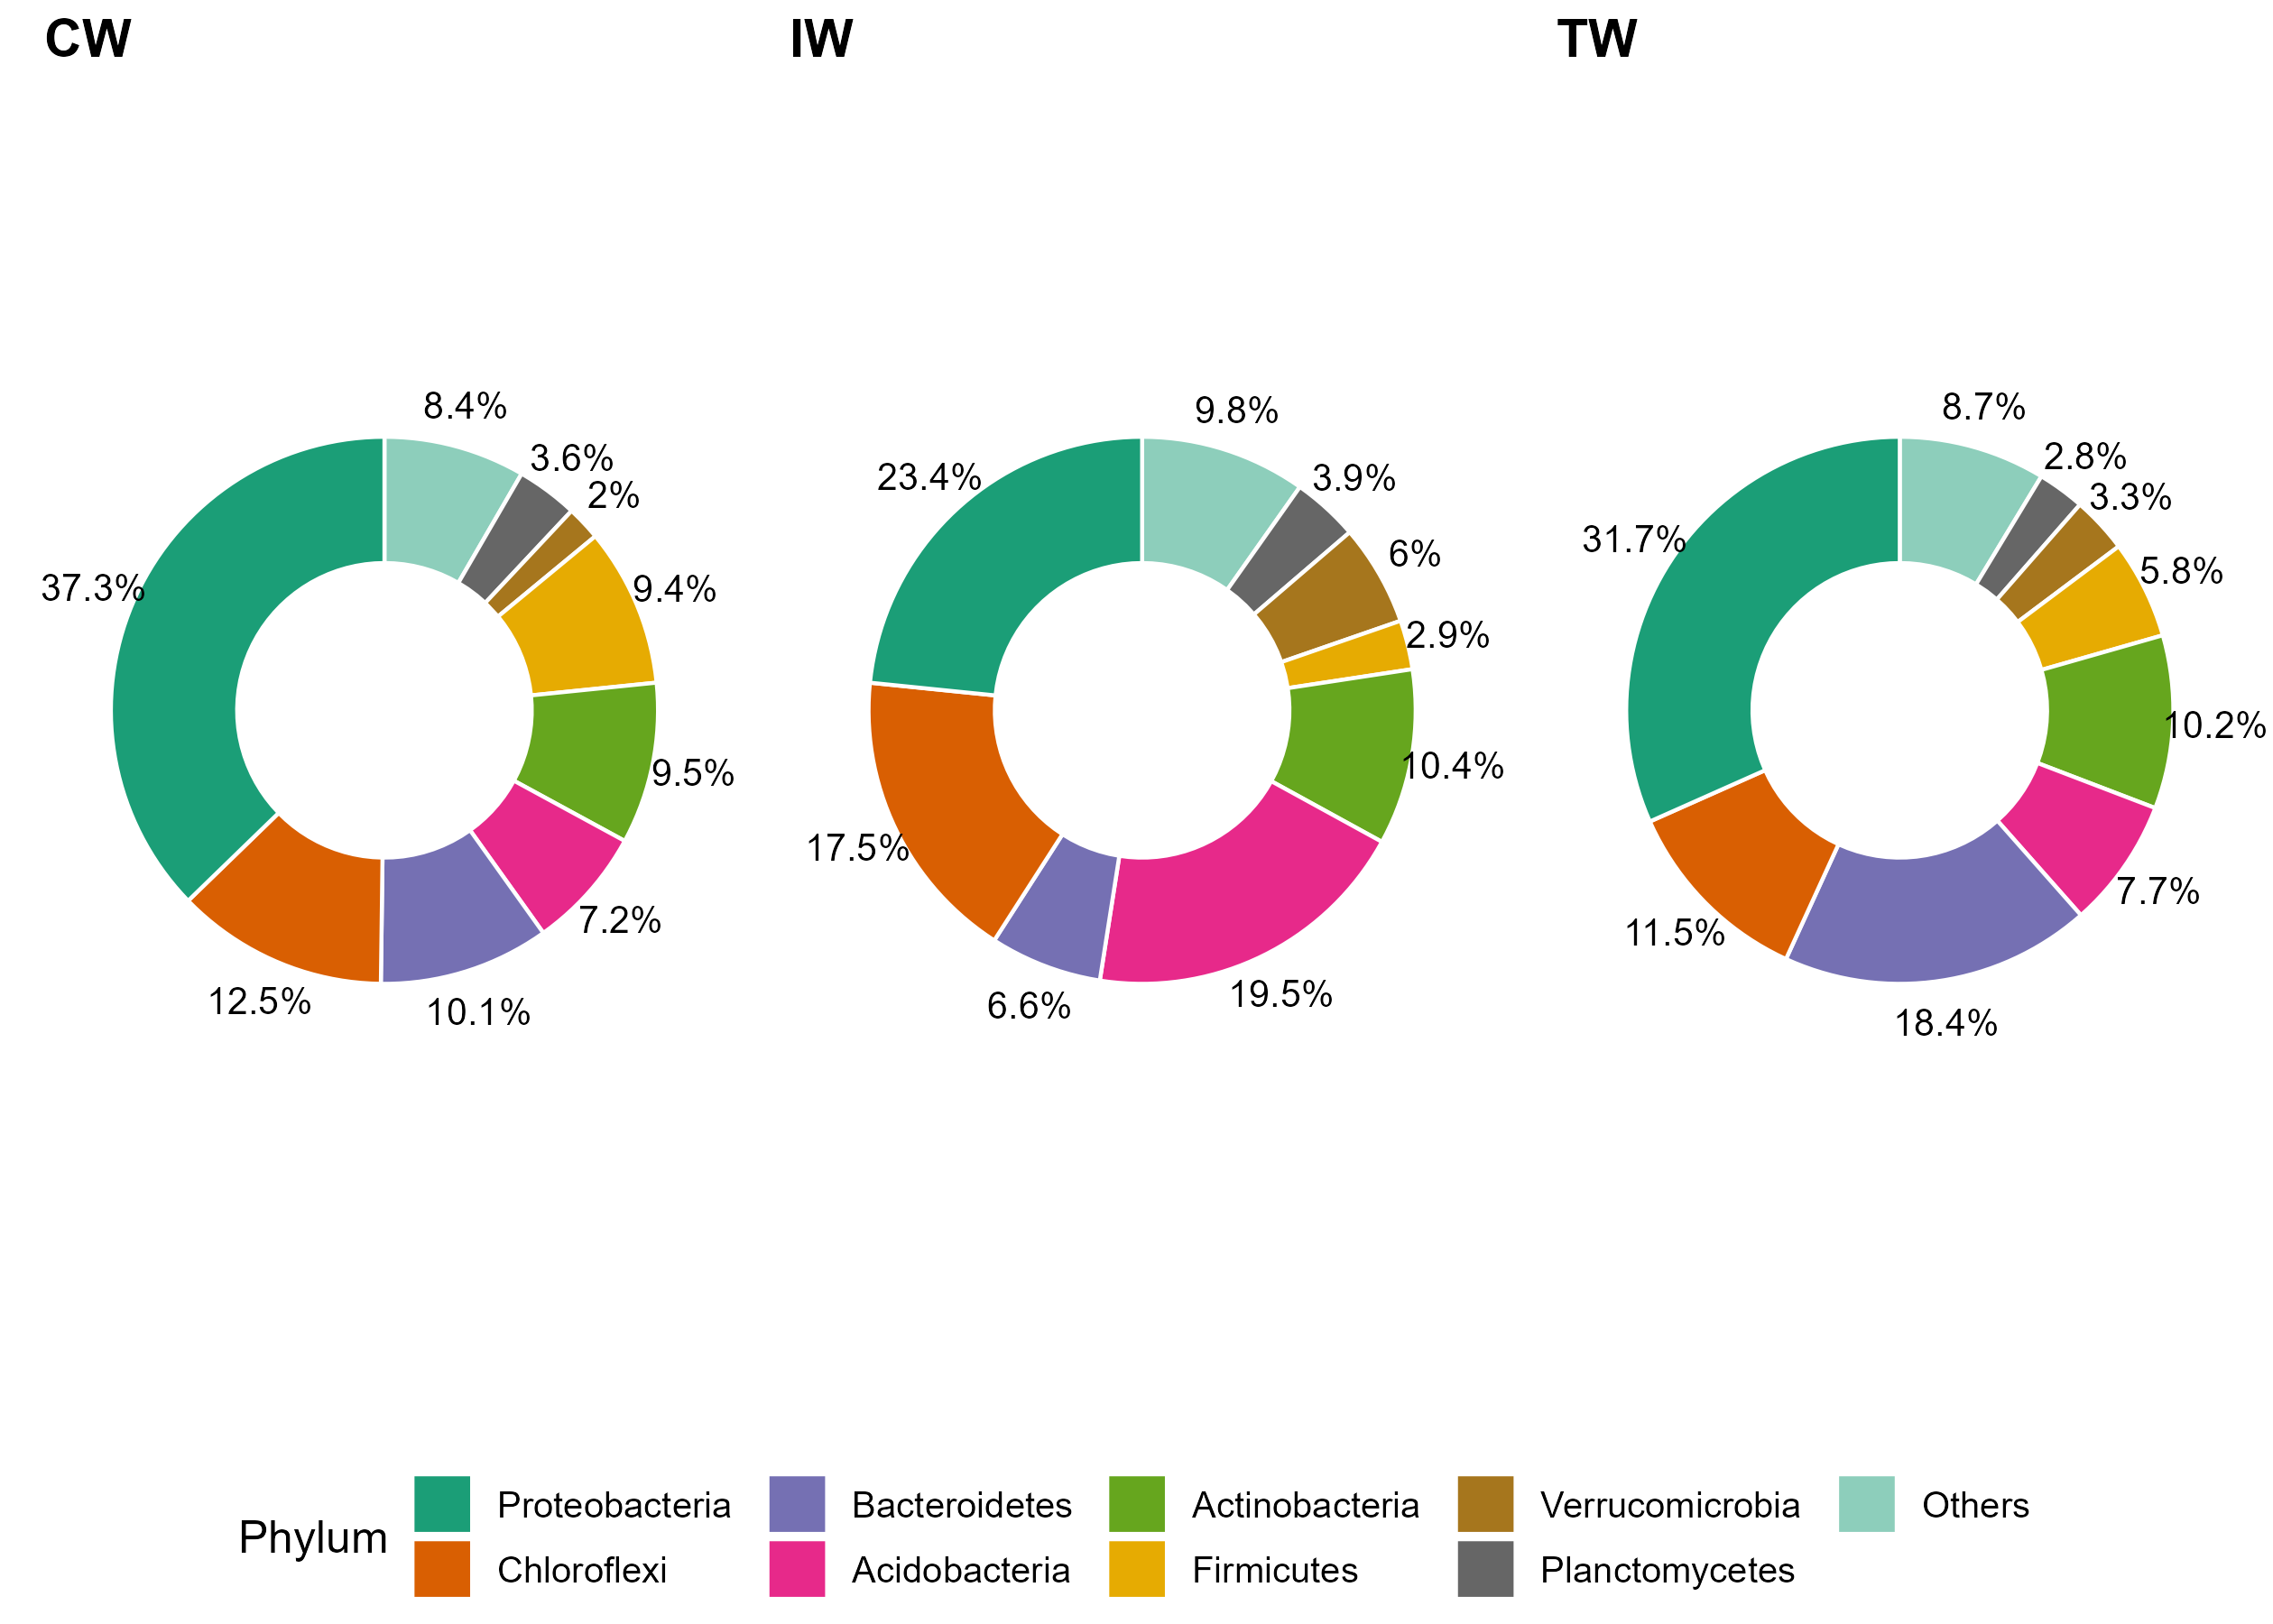 CW
IW
TW
8.4%
3.6%
2%
9.4%
9.5%
7.2%
10.1%
12.5%
37.3%
9.8%
3.9%
6%
2.9%
10.4%
19.5%
6.6%
17.5%
23.4%
8.7%
2.8%
3.3%
5.8%
10.2%
7.7%
18.4%
11.5%
31.7%
Phylum
Proteobacteria
Chloroflexi
Bacteroidetes
Acidobacteria
Actinobacteria
Firmicutes
Verrucomicrobia
Planctomycetes
Others